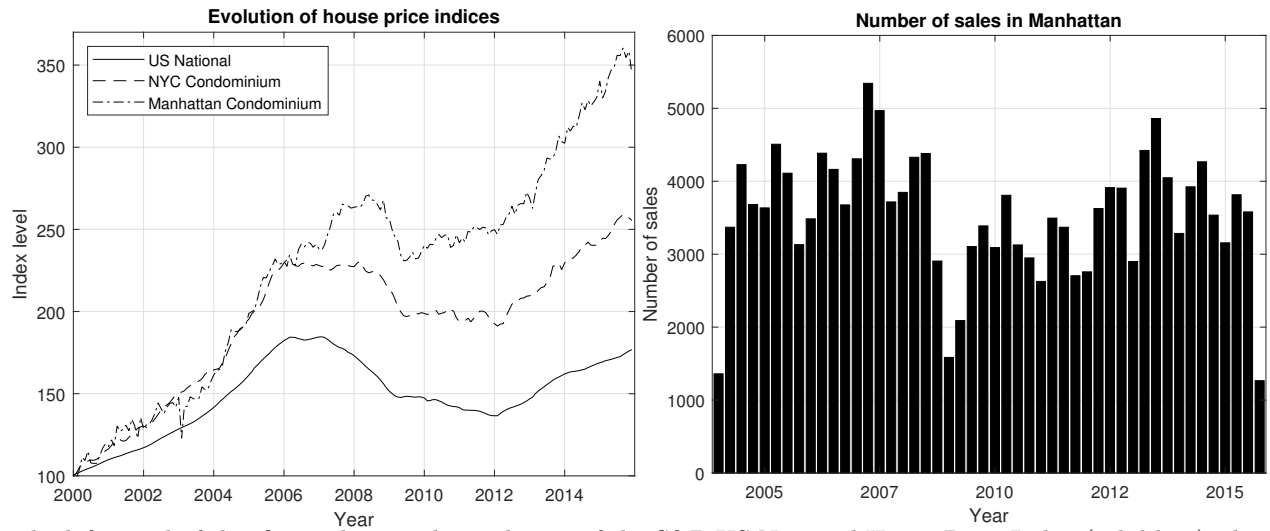 Evolution of house price indices
US National
NYC Condominium
Manhattan Condominium
350
300
250
200
150
100
Index level
2000 2002 2004 2006 2008 2010 2012 2014
Year
Number of sales in Manhattan
6000
5000
4000
3000
2000
1000
0
Number of sales
2005 2007 2010 2012 2015
Year